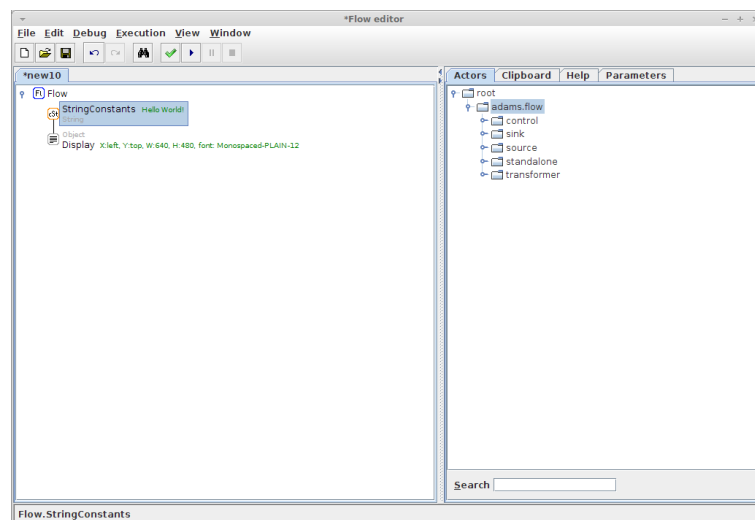 *Flow editor
File Edit Debug Execution View Window
*new10
Flow
StringConstants Hello World!
String
Object
Display X:left, Y:top, W:640, H:480, font: Monospaced-PLAIN-12
Actors Clipboard Help Parameters
root
adams.flow
control
sink
source
standalone
transformer
Search
Flow.StringConstants